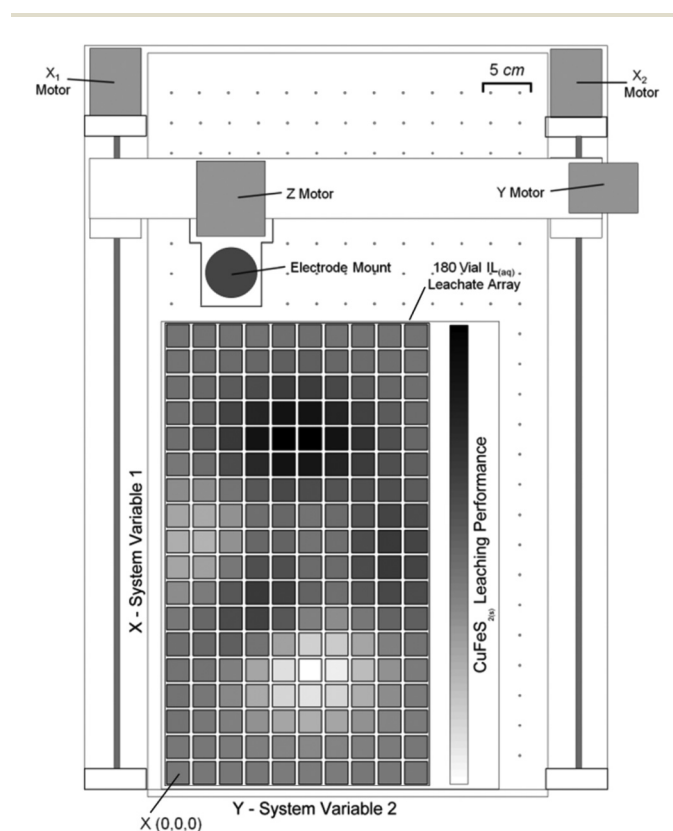 X1
Motor
5 cm
X2
Motor
Z Motor
Y Motor
Electrode Mount
180 Vial IL(aq)
Leachate Array
X - System Variable 1
CuFeS2(s) Leaching Performance
Y - System Variable 2
X (0,0,0)